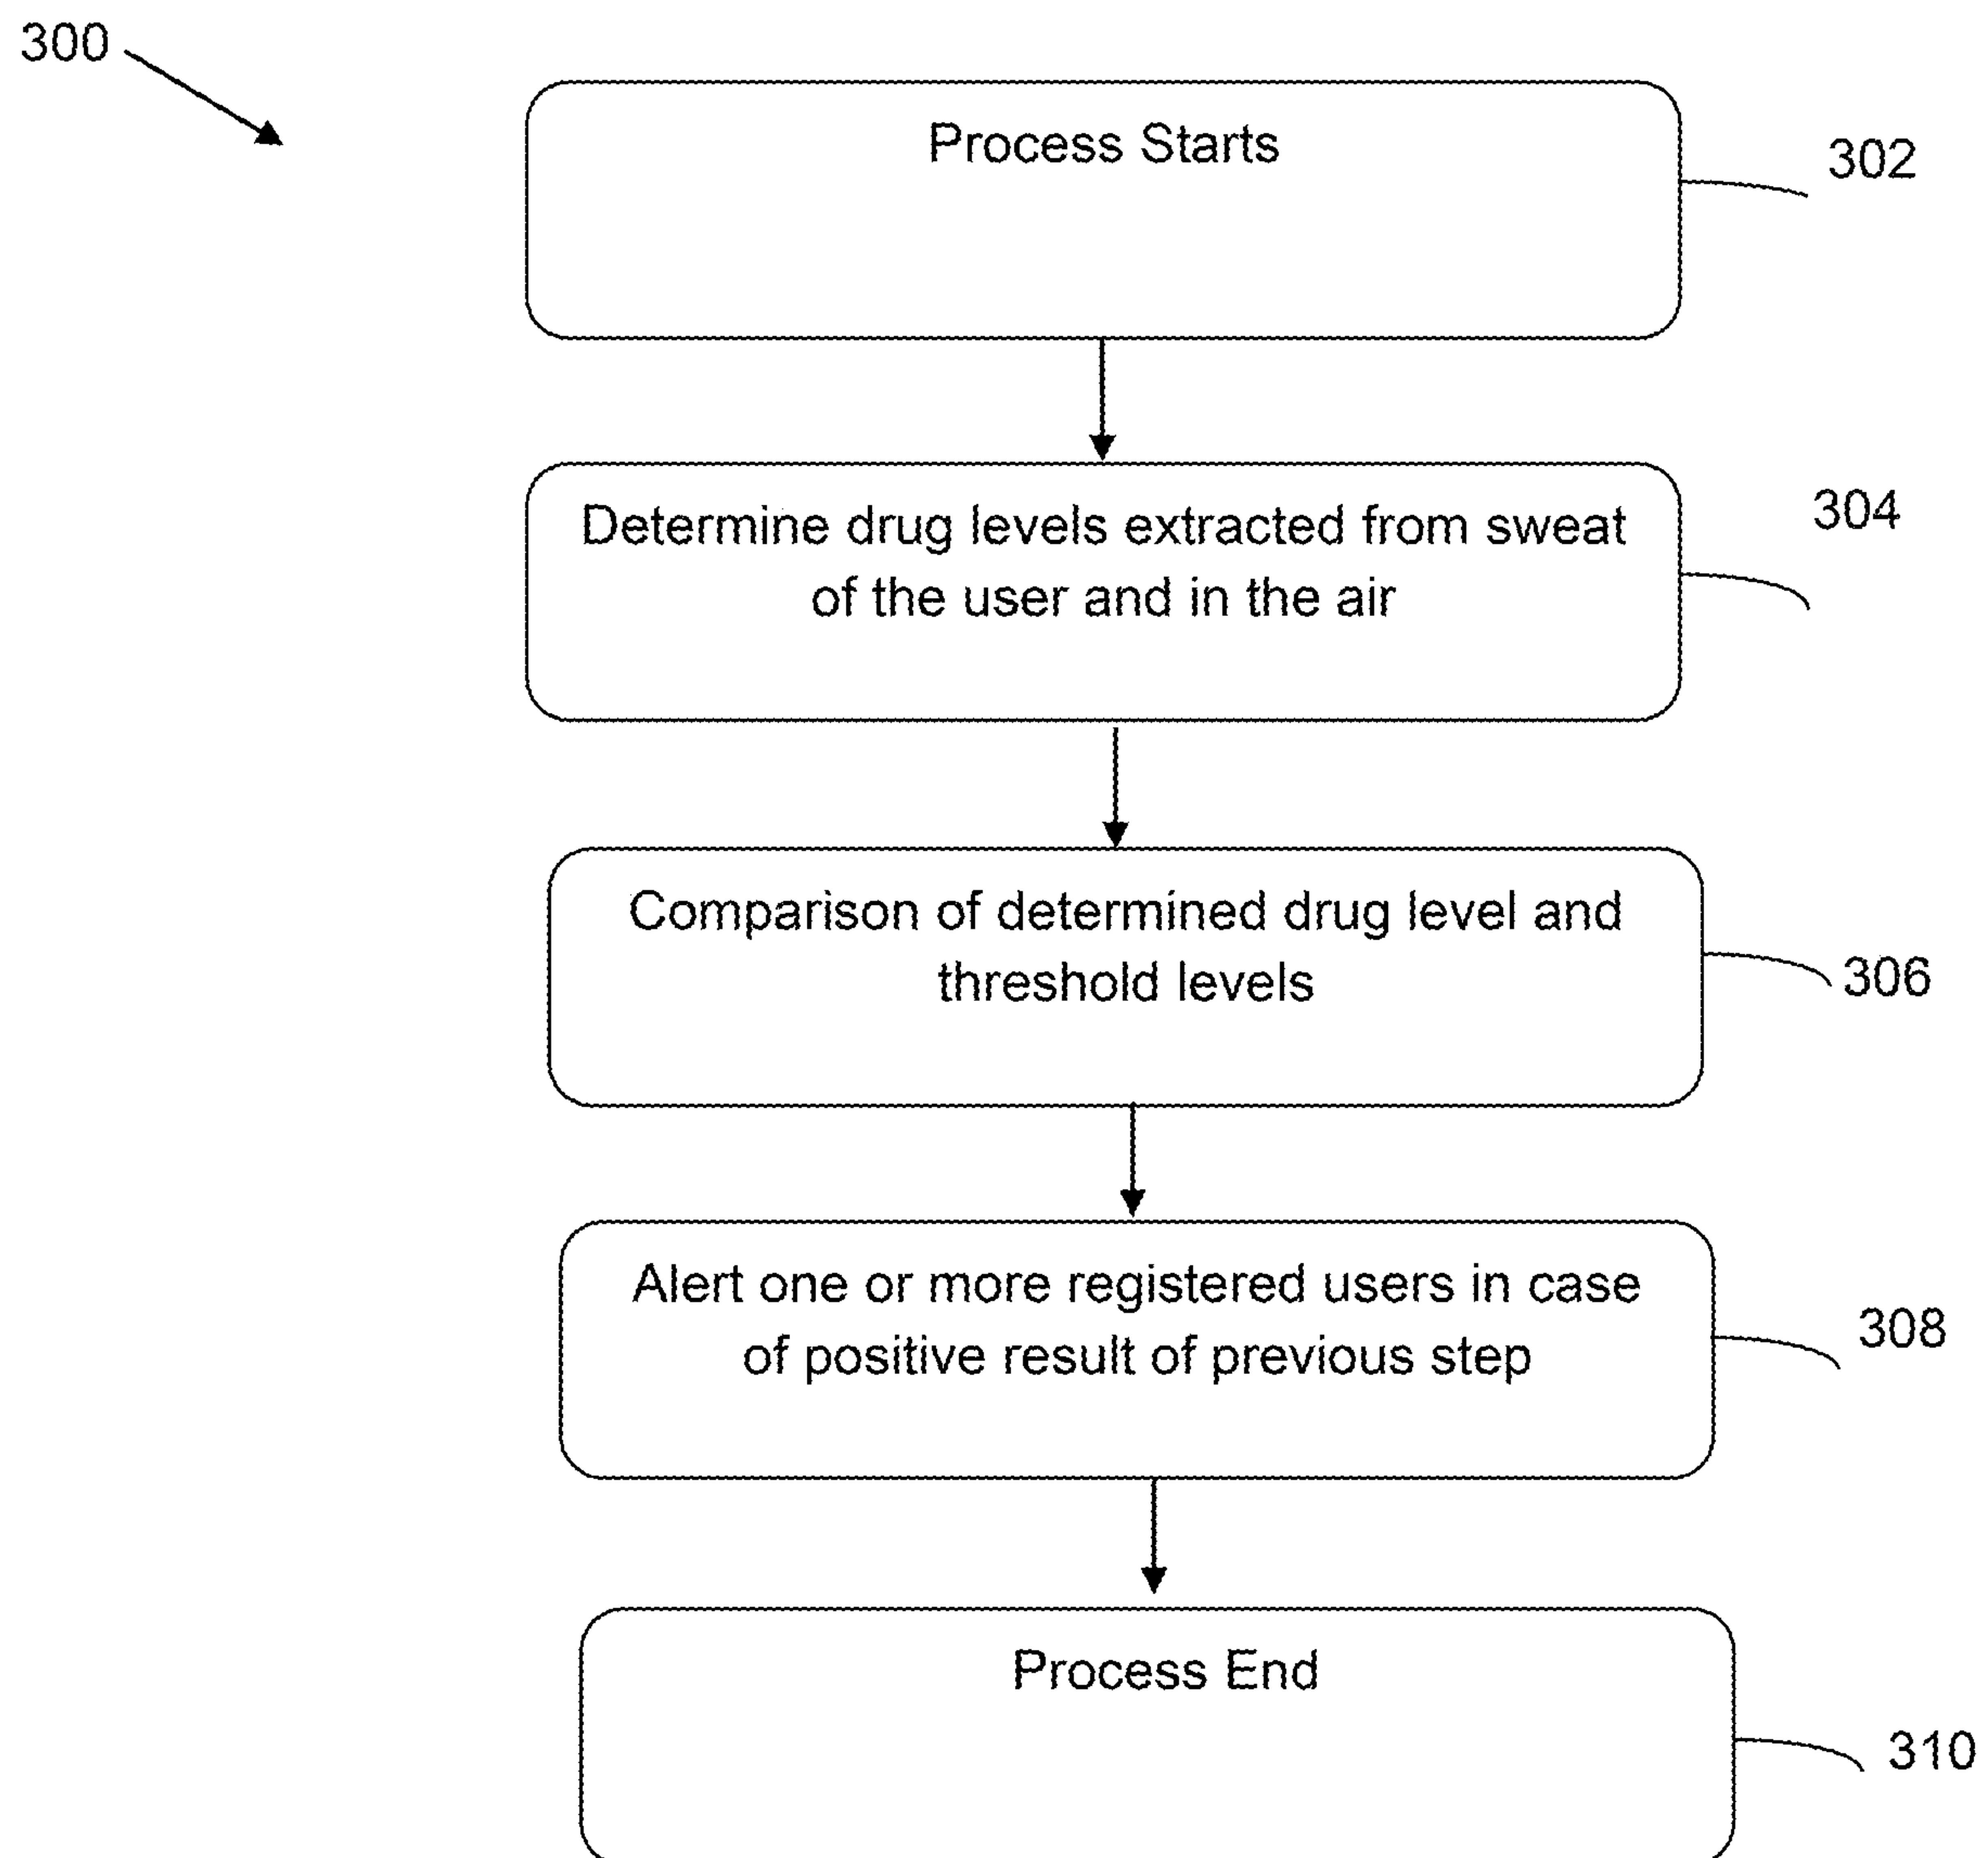 300
Process Starts
302
Determine drug levels extracted from sweat
of the user and in the air
304
Comparison of determined drug level and
threshold levels
306
Alert one or more registered users in case
of positive result of previous step
308
Process End
310